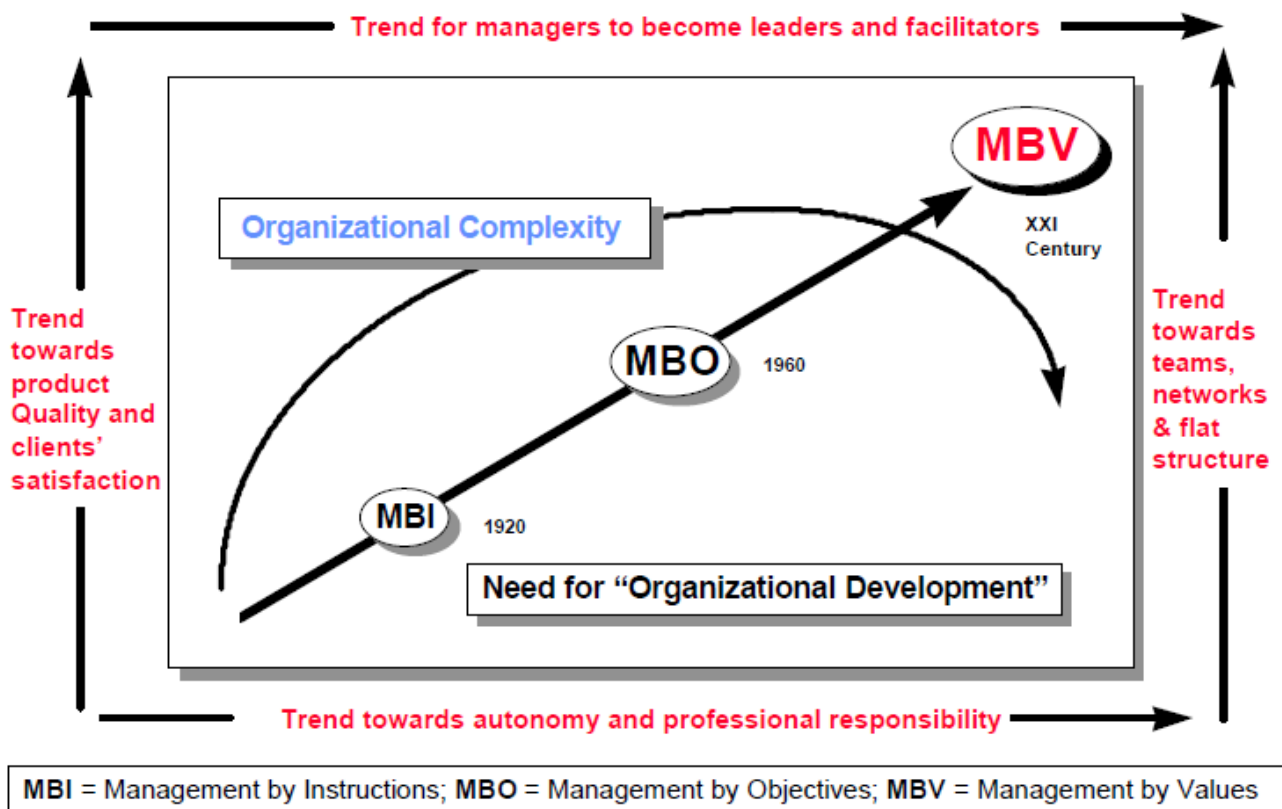 Trend for managers to become leaders and facilitators
MBV
XXI
Century
Organizational Complexity
Trend
towards
product
Quality and
clients’
satisfaction
Trend
towards
teams,
networks
& flat
structure
MBO
1960
MBI
1920
Need for “Organizational Development”
Trend towards autonomy and professional responsibility
MBI = Management by Instructions; MBO = Management by Objectives; MBV = Management by Values